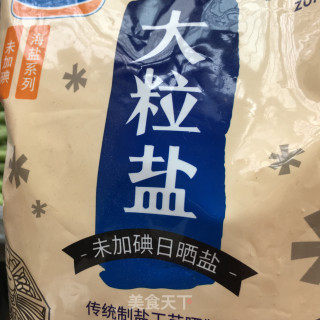 海盐系列
未加碘
大粒盐
-未加碘日晒盐-
传统制盐工艺晒
美食天下